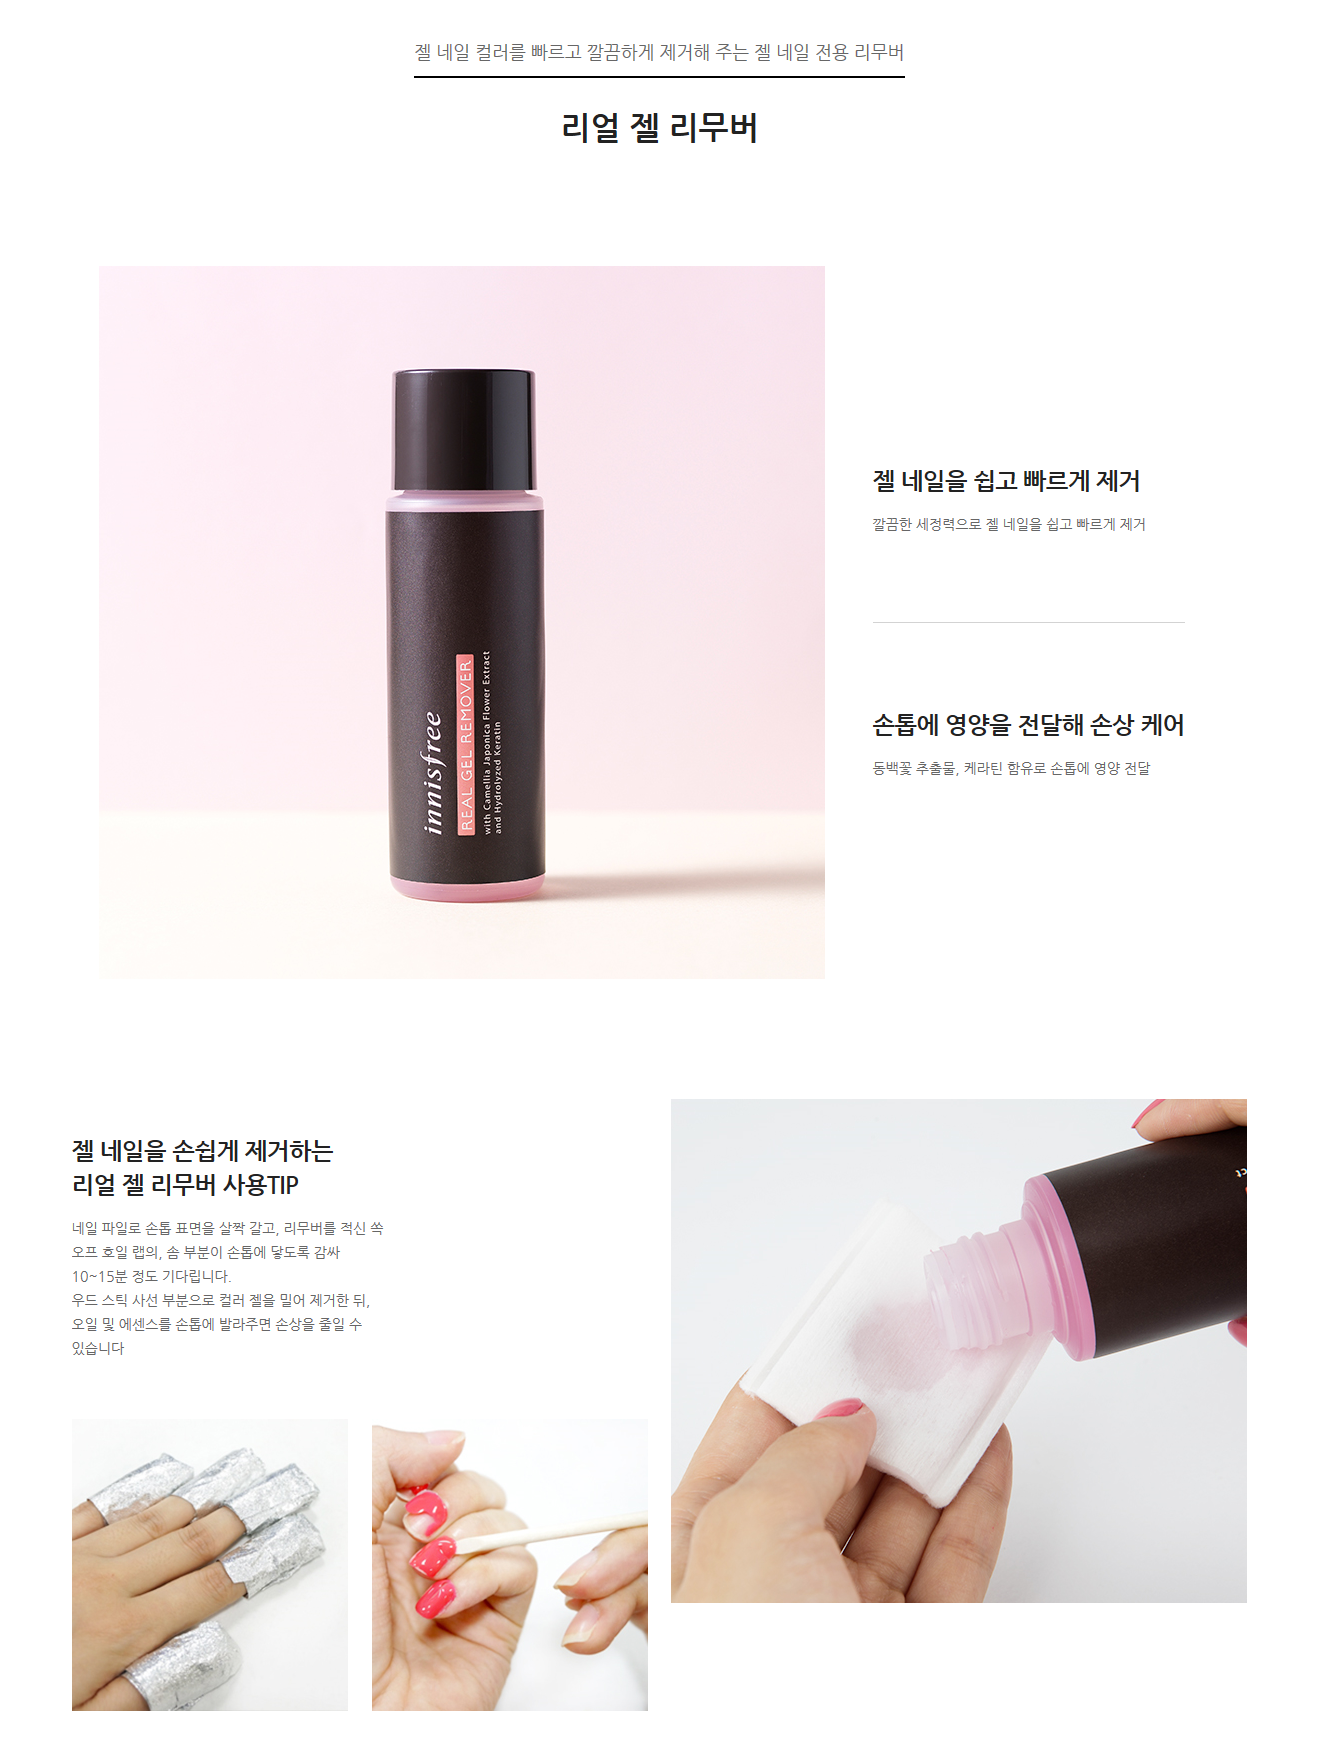 젤 네일 컬러를 빠르고 깔끔하게 제거해 주는 젤 네일 전용 리무버
리얼 젤 리무버
innisfree
REAL GEL REMOVER
with Camellia Japonica Flower Extract
and Hydrolyzed Keratin
젤 네일을 쉽고 빠르게 제거
깔끔한 세정력으로 젤 네일을 쉽고 빠르게 제거
손톱에 영양을 전달해 손상 케어
동백꽃 추출물, 케라틴 함유로 손톱에 영양 전달
젤 네일을 손쉽게 제거하는
리얼 젤 리무버 사용TIP
네일 파일로 손톱 표면을 살짝 갈고, 리무버를 적신 쏙
오프 호일 랩의, 솜 부분이 손톱에 닿도록 감싸
10~15분 정도 기다립니다.
우드 스틱 사선 부분으로 컬러 젤을 밀어 제거한 뒤,
오일 및 에센스를 손톱에 발라주면 손상을 줄일 수
있습니다
ct